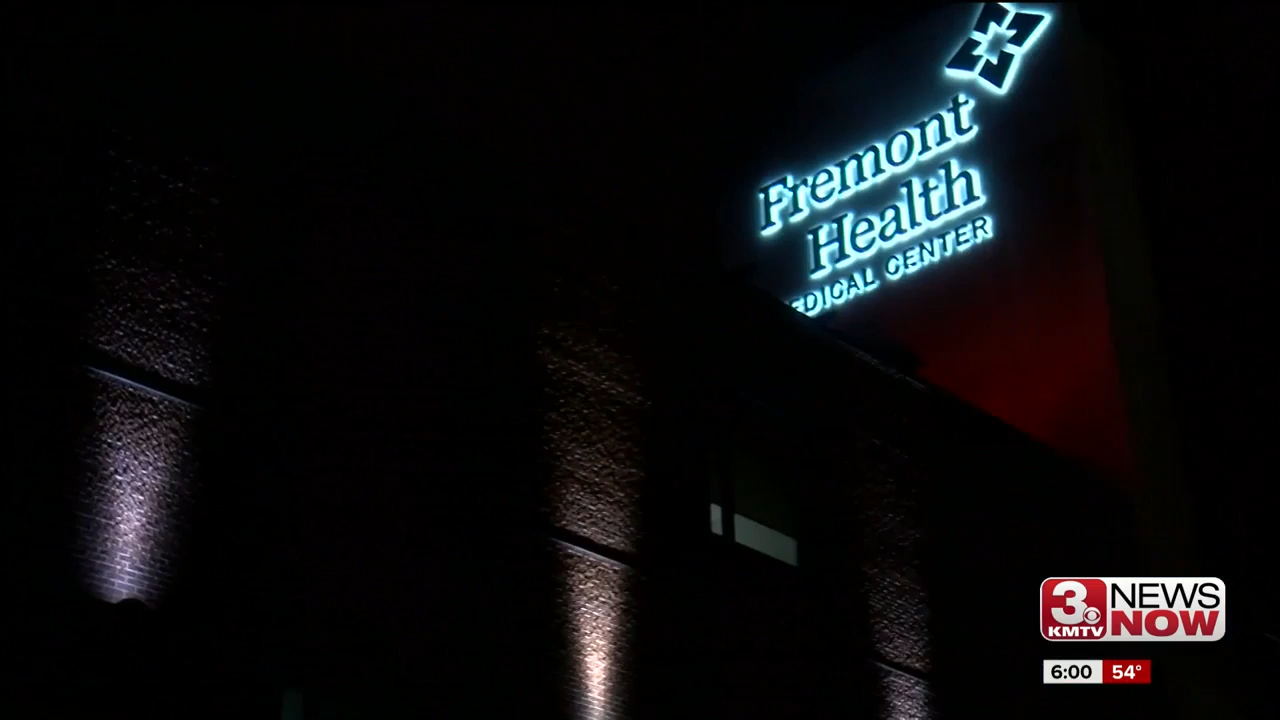 Fremont
Health
EDICAL CENTER
3 NEWS
KMTV NOW
6:00 54°